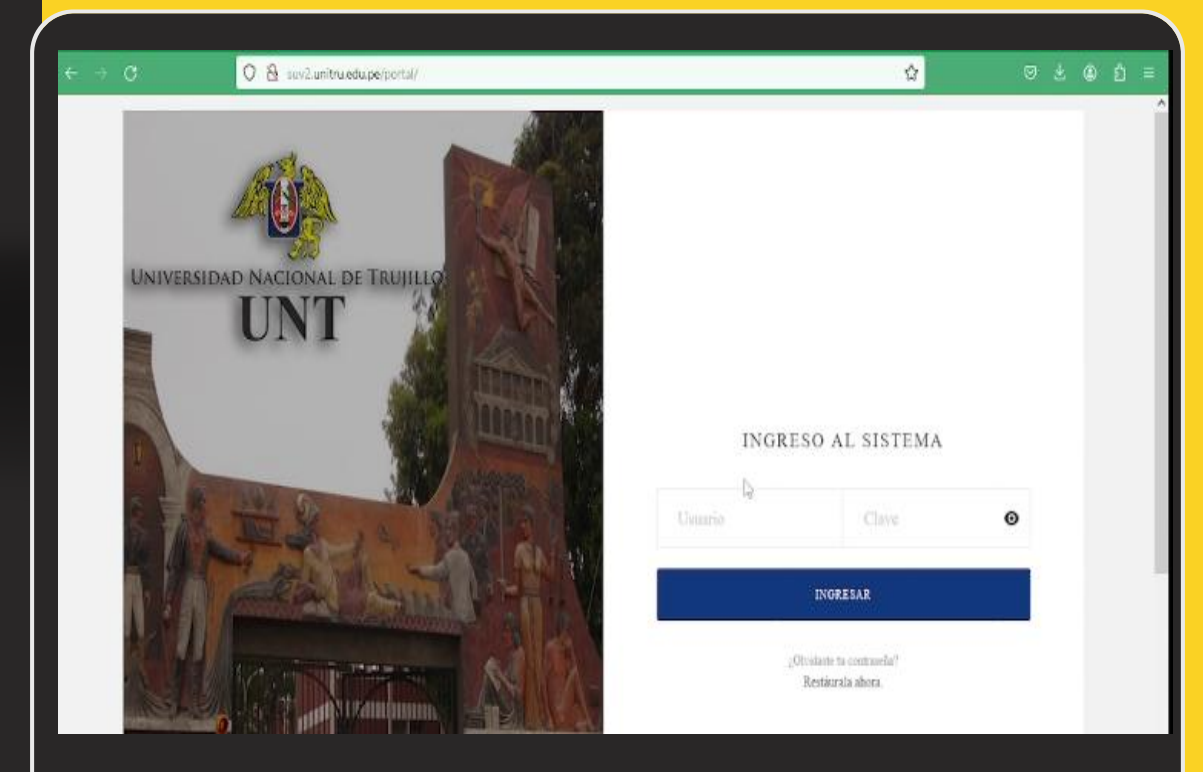 suv2.unitru.edu.pe/portal/
UNIVERSIDAD NACIONAL DE TRUJILLO
UNT
INGRESO AL SISTEMA
Usuario
Clave
INGRESAR
¿Olvidaste tu contraseña?
Restáurala ahora.